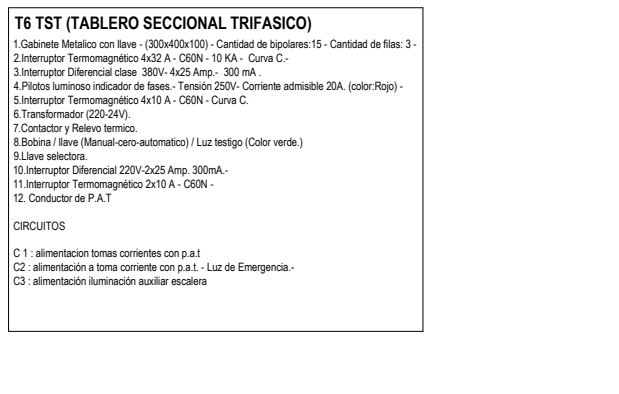 T6 TST (TABLERO SECCIONAL TRIFASICO)
1.Gabinete Metalico con llave - (300x400x100) - Cantidad de bipolares:15 - Cantidad de filas: 3 -
2.Interruptor Termomagnético 4x32 A - C60N - 10 KA - Curva C.-
3.Interruptor Diferencial clase 380V- 4x25 Amp.- 300 mA .
4.Pilotos luminoso indicador de fases.- Tensión 250V- Corriente admisible 20A. (color:Rojo) -
5.Interruptor Termomagnético 4x10 A - C60N - Curva C.
6.Transformador (220-24V).
7.Contactor y Relevo termico.
8.Bobina / llave (Manual-cero-automatico) / Luz testigo (Color verde.)
9.Llave selectora.
10.Interruptor Diferencial 220V-2x25 Amp. 300mA.-
11.Interruptor Termomagnético 2x10 A - C60N -
12. Conductor de P.A.T
CIRCUITOS
C 1 : alimentacion tomas corrientes con p.a.t
C2 : alimentación a toma corriente con p.a.t. - Luz de Emergencia.-
C3 : alimentación iluminación auxiliar escalera